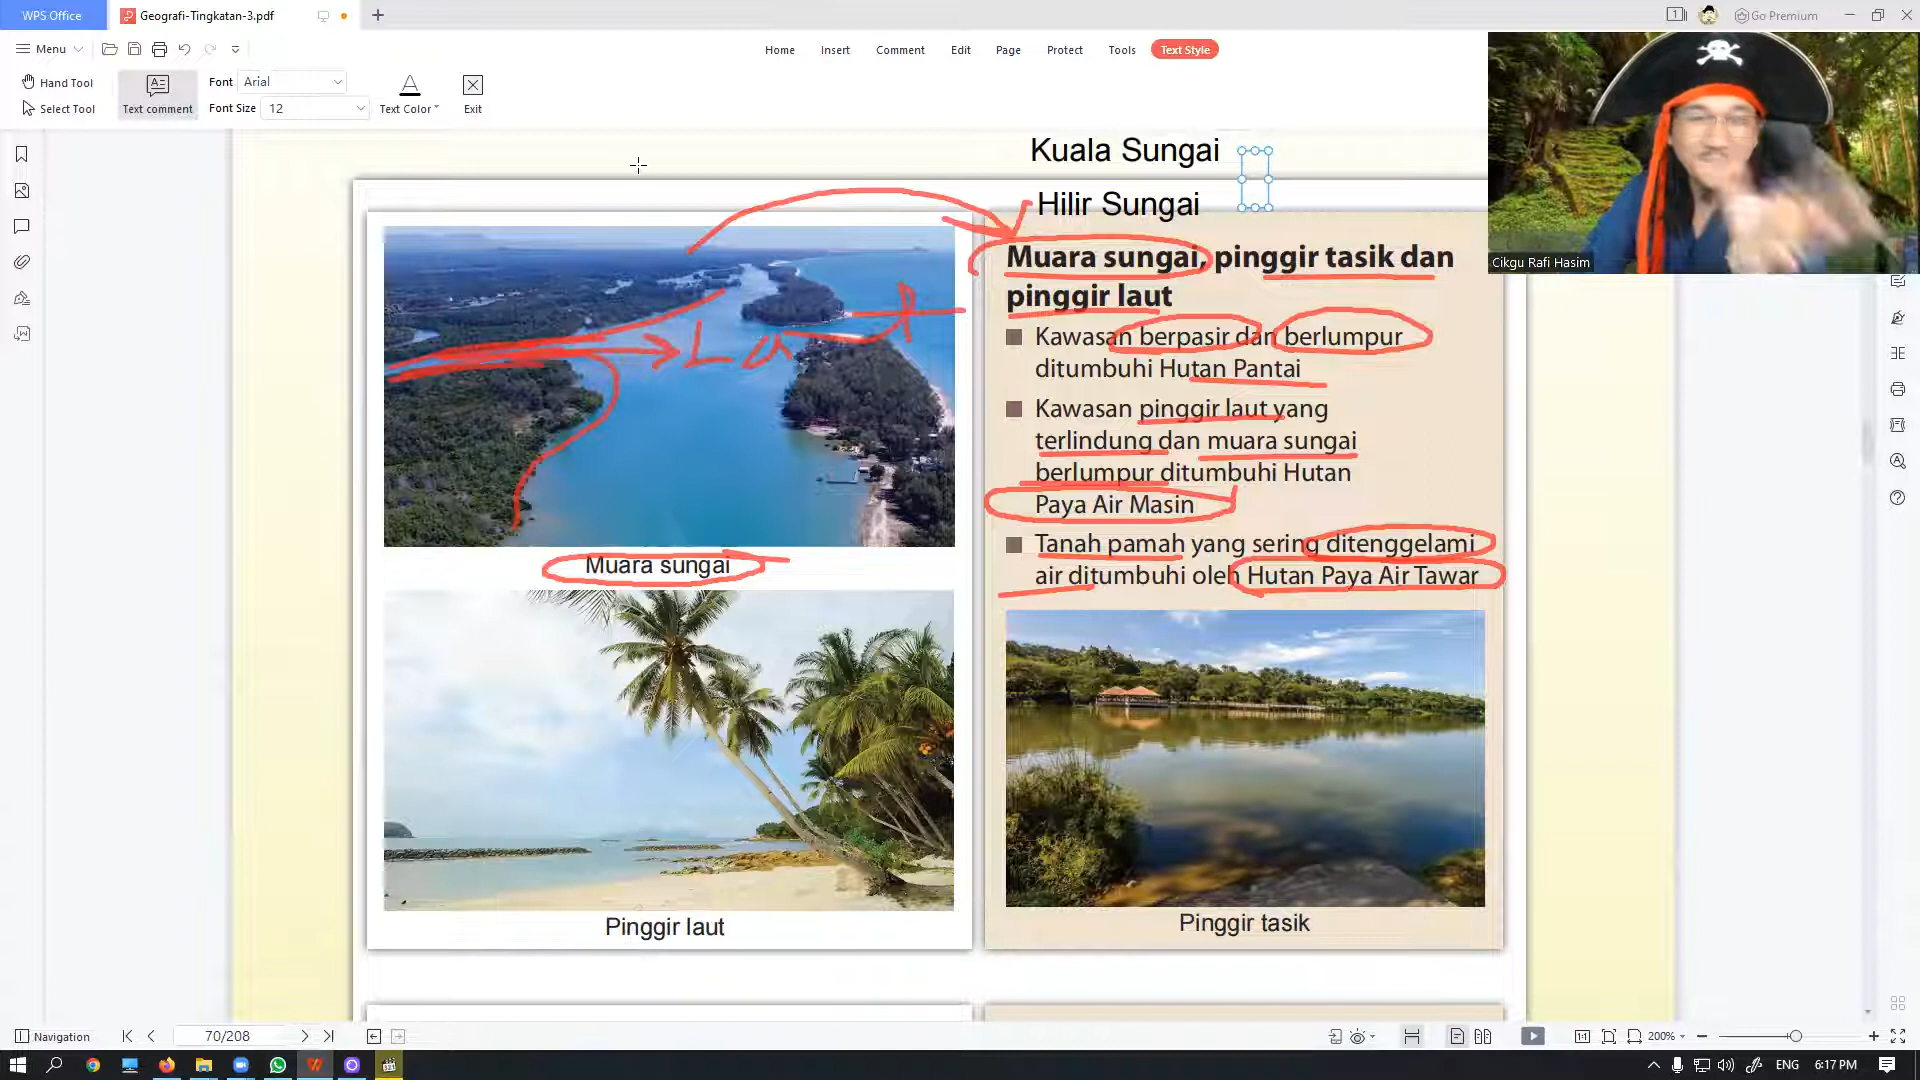 WPS Office
Geografi-Tingkatan-3.pdf
1
Go Premium
Menu
Home
Insert
Comment
Edit
Page
Protect
Tools
Text Style
Hand Tool
Select Tool
Text comment
Font
Arial
Font Size
12
Text Color
Exit
Cikgu Rafi Hasim
Kuala Sungai
Hilir Sungai
Muara sungai, pinggir tasik dan
pinggir laut
Kawasan berpasir dan berlumpur
ditumbuhi Hutan Pantai
Kawasan pinggir laut yang
terlindung dan muara sungai
berlumpur ditumbuhi Hutan
Paya Air Masin
Tanah pamah yang sering ditenggelami
air ditumbuhi oleh Hutan Paya Air Tawar
Laut
Muara sungai
Pinggir laut
Pinggir tasik
Navigation
70/208
200%
ENG
6:17 PM